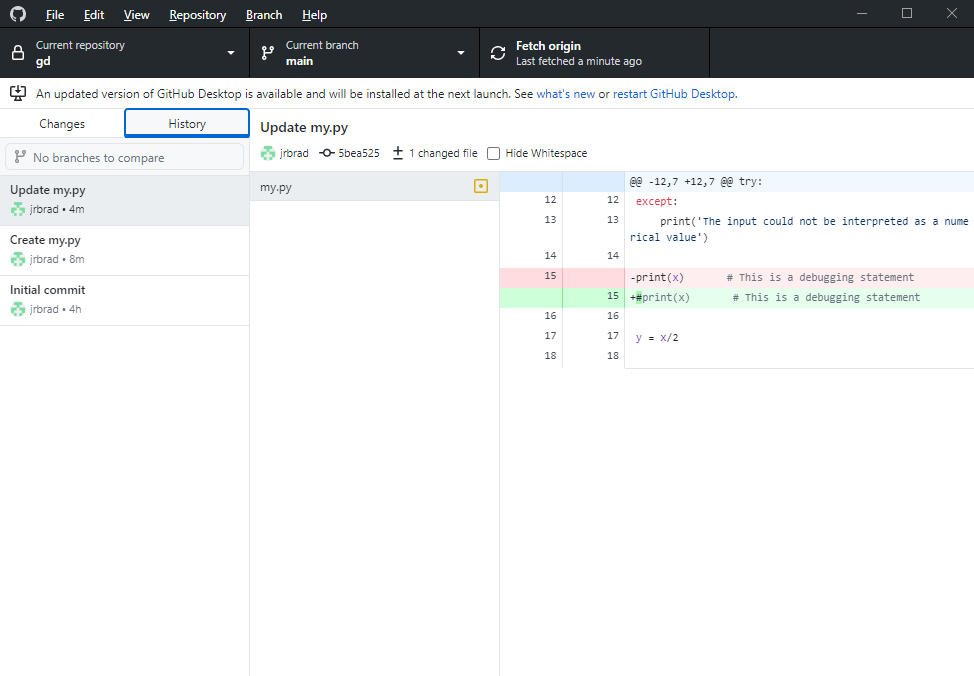 File Edit View Repository Branch Help
Current repository
gd
Current branch
main
Fetch origin
Last fetched a minute ago
An updated version of GitHub Desktop is available and will be installed at the next launch. See what's new or restart GitHub Desktop.
Changes
History
No branches to compare
Update my.py
jrbrad • 4m
Create my.py
jrbrad • 8m
Initial commit
jrbrad • 4h
Update my.py
jrbrad 5bea525 1 changed file Hide Whitespace
my.py
@@ -12,7 +12,7 @@ try:
12 12 except:
13 13 print('The input could not be interpreted as a nume
rical value')
14 14
15 -print(x) # This is a debugging statement
15 +#print(x) # This is a debugging statement
16 16
17 17 y = x/2
18 18